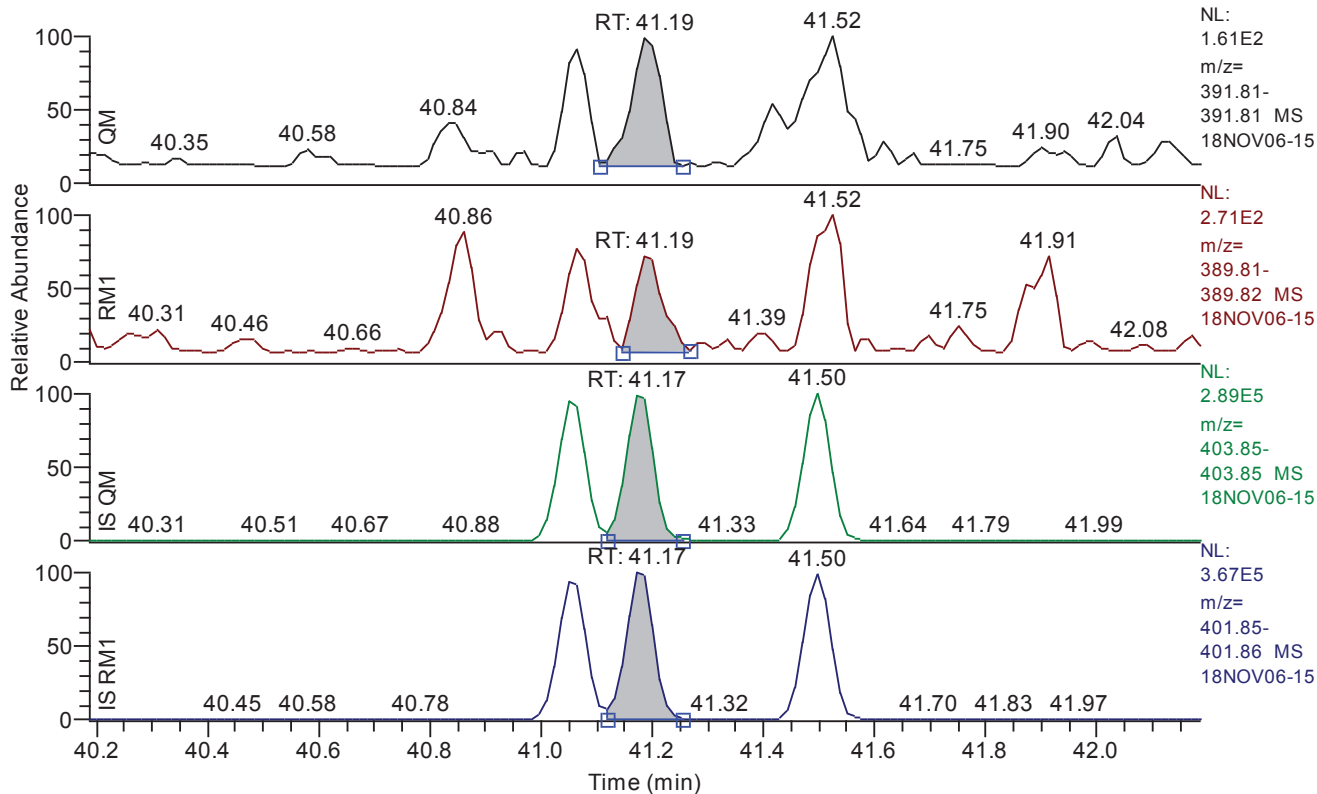 RT: 41.19
41.52
NL:
1.61E2
m/z=
391.81-
391.81 MS
18NOV06-15
100
50
0
QM
40.35
40.58
40.84
41.75
41.90
42.04
Relative Abundance
RT: 41.19
41.52
NL:
2.71E2
m/z=
389.81-
389.82 MS
18NOV06-15
100
50
0
RM1
40.31
40.46
40.66
40.86
41.39
41.75
41.91
42.08
RT: 41.17
41.50
NL:
2.89E5
m/z=
403.85-
403.85 MS
18NOV06-15
100
50
0
IS QM
40.31
40.51
40.67
40.88
41.33
41.64
41.79
41.99
RT: 41.17
41.50
NL:
3.67E5
m/z=
401.85-
401.86 MS
18NOV06-15
100
50
0
IS RM1
40.45
40.58
40.78
41.32
41.70
41.83
41.97
40.2 40.4 40.6 40.8 41.0 41.2 41.4 41.6 41.8 42.0
Time (min)